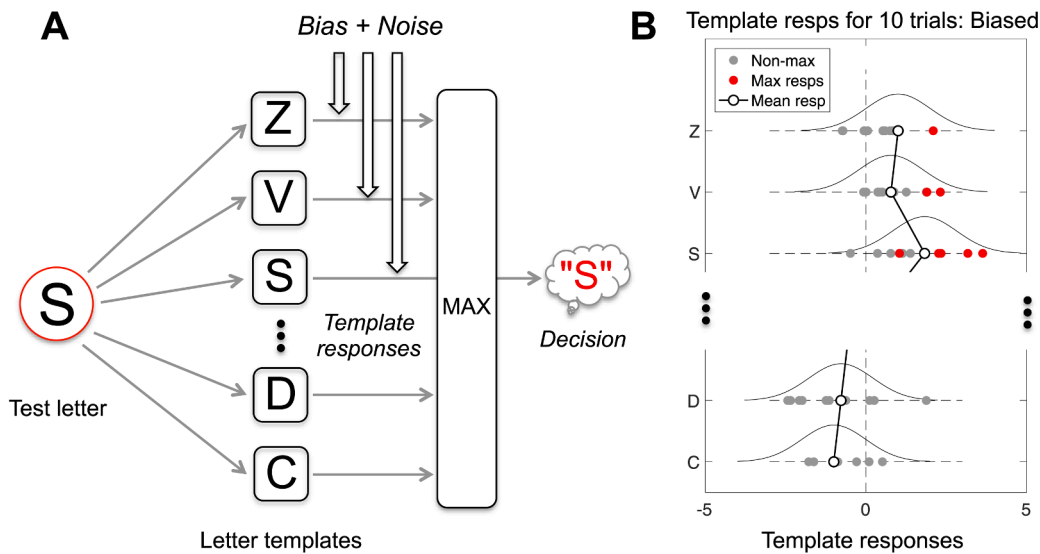 A
Bias + Noise
Z
V
S
S
D
C
MAX
"S"
Template
responses
Decision
Test letter
Letter templates
B
Template resps for 10 trials: Biased
Non-max
Max resps
Mean resp
Z
V
S
D
C
-5
0
5
Template responses